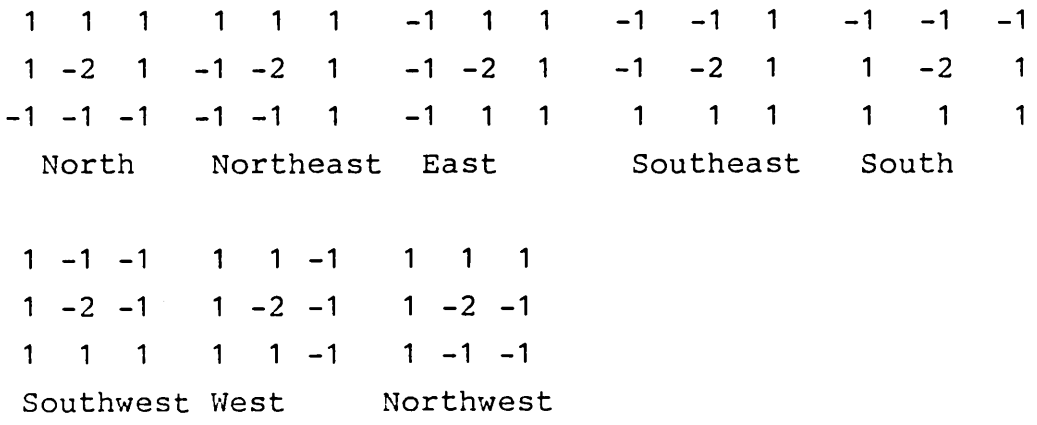 1 1 1 1 1 1 -1 1 1 -1 -1 1 -1 -1 -1
1 -2 1 -1 -2 1 -1 -2 1 -1 -2 1 1 -2 1
-1 -1 -1 -1 -1 1 -1 1 1 1 1 1 1 1 1
North Northeast East Southeast South
1 -1 -1 1 1 -1 1 1 1
1 -2 -1 1 -2 -1 1 -2 -1
1 1 1 1 1 -1 1 -1 -1
Southwest West Northwest